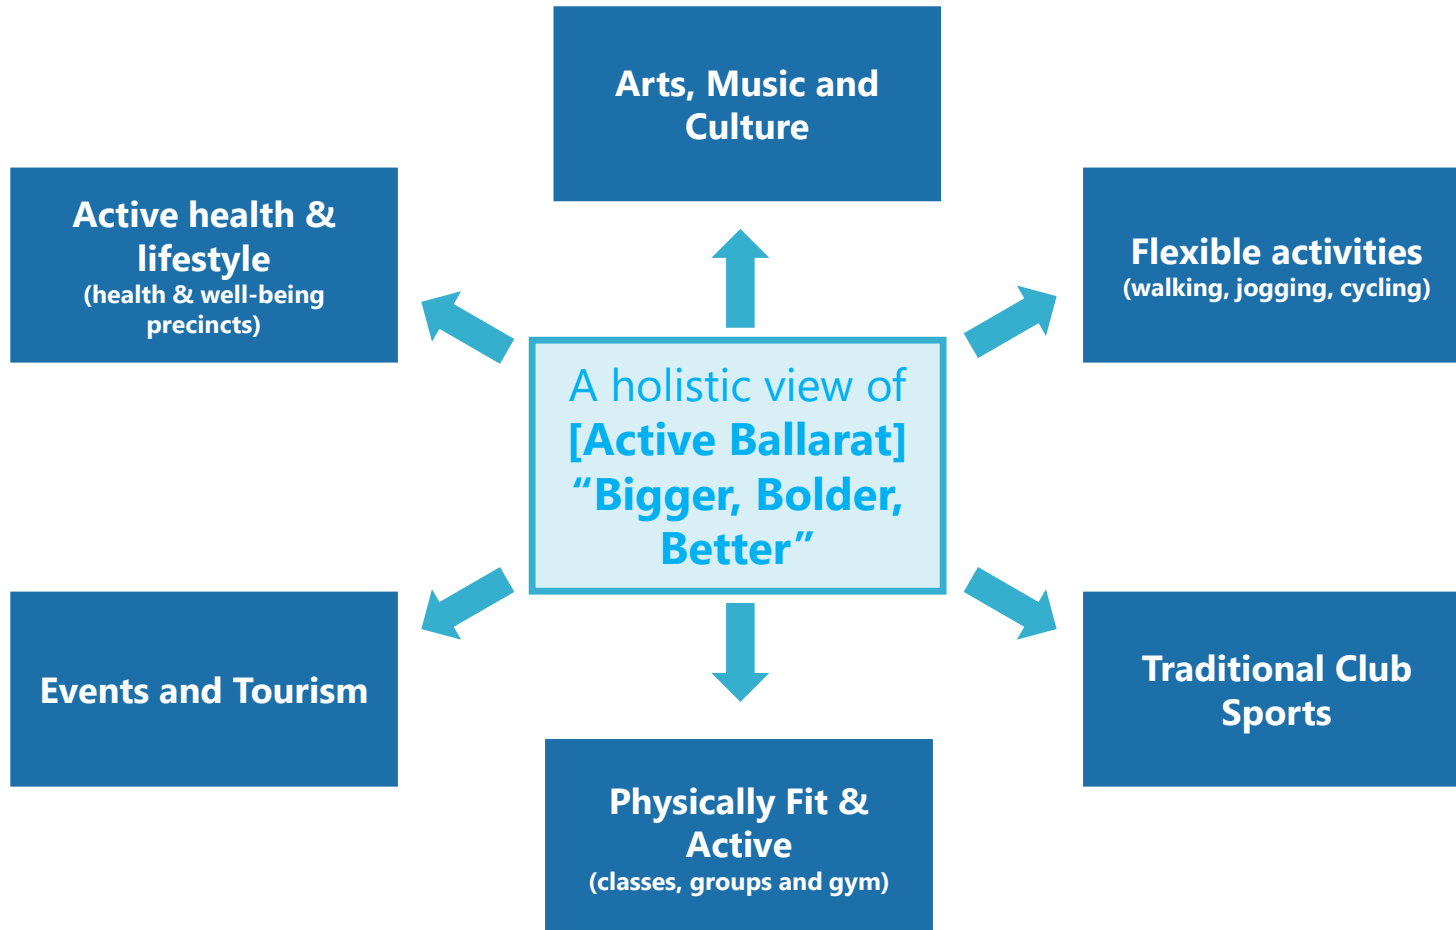 Arts, Music and
Culture
Active health &
lifestyle
(health & well-being
precincts)
Flexible activities
(walking, jogging, cycling)
A holistic view of
[Active Ballarat]
“Bigger, Bolder,
Better”
Events and Tourism
Traditional Club
Sports
Physically Fit &
Active
(classes, groups and gym)